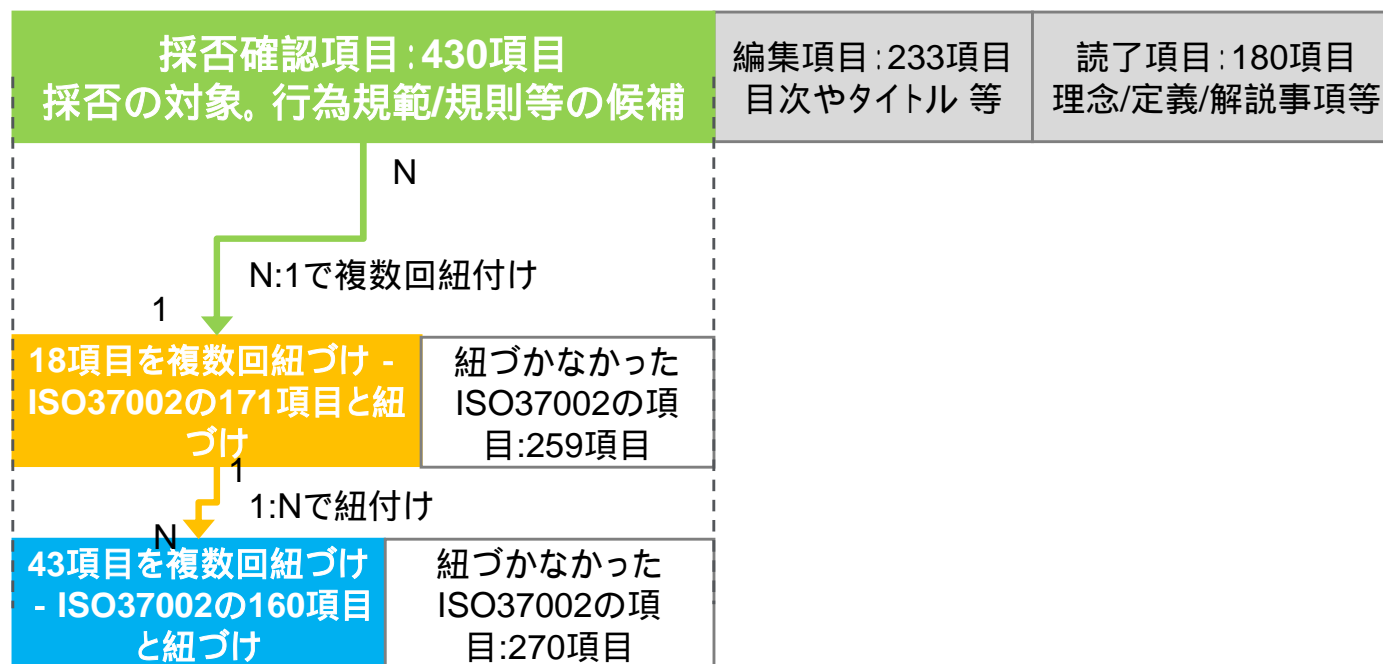 採否確認項目:430項目
採否の対象。行為規範/規則等の候補
編集項目:233項目
目次やタイトル 等
読了項目:180項目
理念/定義/解説事項等
N
N:1で複数回紐付け
1
18項目を複数回紐づけ -
ISO37002の171項目と紐
づけ
紐づかなかった
ISO37002の項
目:259項目
1
1:Nで紐付け
N
43項目を複数回紐づけ
- ISO37002の160項目
と紐づけ
紐づかなかった
ISO37002の項
目:270項目